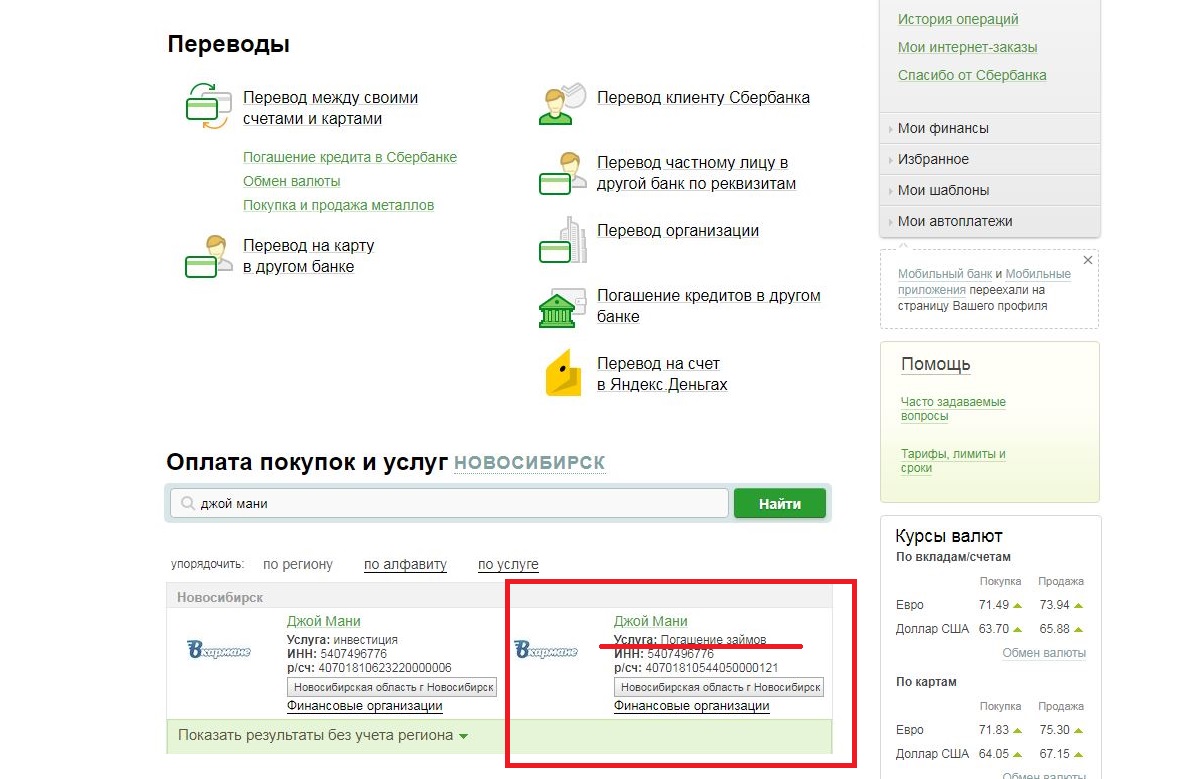 Переводы
Перевод между своими
счетами и картами
Погашение кредита в Сбербанке
Обмен валюты
Покупка и продажа металлов
Перевод на карту
в другом банке
Перевод клиенту Сбербанка
Перевод частному лицу в
другой банк по реквизитам
Перевод организации
Погашение кредитов в другом
банке
Перевод на счет
в Яндекс.Деньгах
Оплата покупок и услуг НОВОСИБИРСК
джой мани
Найти
упорядочить: по региону по алфавиту по услуге
Новосибирск
Вкармане
Джой Мани
Услуга: инвестиция
ИНН: 5407496776
р/сч: 40701810623220000006
Новосибирская область г Новосибирск
Финансовые организации
Вкармане
Джой Мани
Услуга: Погашение займов
ИНН: 5407496776
р/сч: 40701810544050000121
Новосибирская область г Новосибирск
Финансовые организации
Показать результаты без учета региона
История операций
Мои интернет-заказы
Спасибо от Сбербанка
Мои финансы
Избранное
Мои шаблоны
Мои автоплатежи
Мобильный банк и Мобильные
приложения переехали на
страницу Вашего профиля
Помощь
Часто задаваемые
вопросы
Тарифы, лимиты и
сроки
Курсы валют
По вкладам/счетам
Покупка Продажа
Евро 71.49 73.94
Доллар США 63.70 65.88
Обмен валюты
По картам
Покупка Продажа
Евро 71.83 75.30
Доллар США 64.05 67.15
Обмен валюты